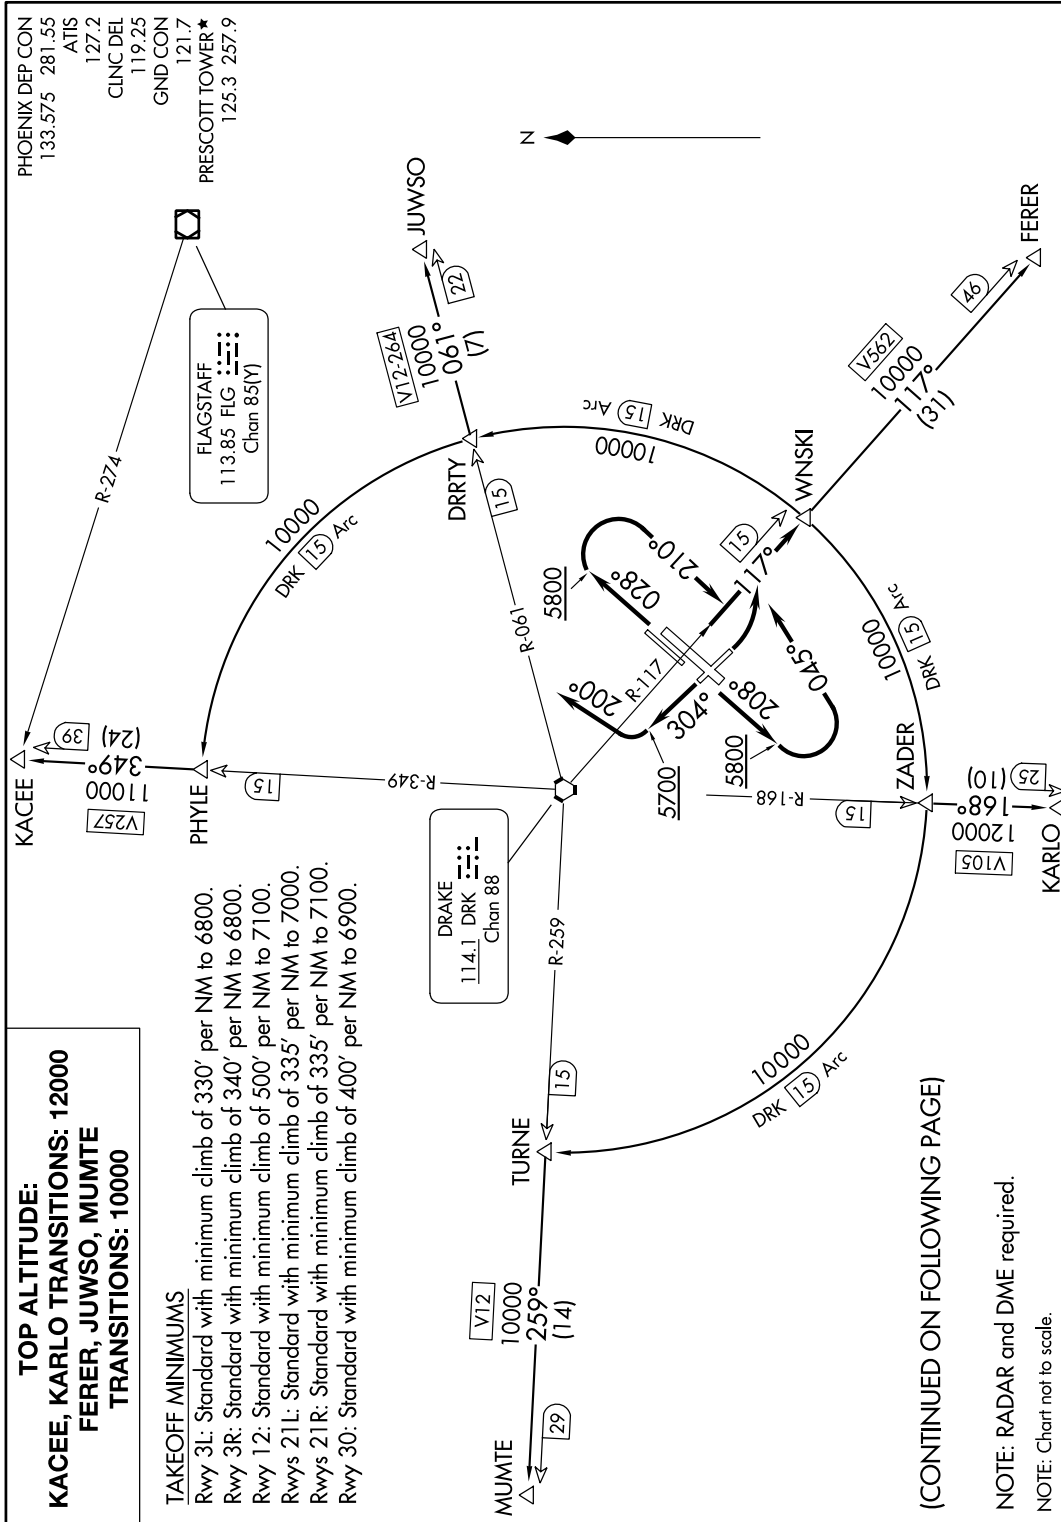 TOP ALTITUDE:
KACEE, KARLO TRANSITIONS: 12000
FERER, JUWSO, MUMTE
TRANSITIONS: 10000
TAKEOFF MINIMUMS
Rwy 3L: Standard with minimum climb of 330' per NM to 6800.
Rwy 3R: Standard with minimum climb of 340' per NM to 6800.
Rwy 12: Standard with minimum climb of 500' per NM to 7100.
Rwys 21L: Standard with minimum climb of 335' per NM to 7000.
Rwys 21R: Standard with minimum climb of 335' per NM to 7100.
Rwy 30: Standard with minimum climb of 400' per NM to 6900.
PHOENIX DEP CON
133.575 281.55
ATIS
127.2
CLNC DEL
119.25
GND CON
121.7
PRESCOTT TOWER★
125.3 257.9
KACEE
39
R-274
V257
11000
349°
(24)
PHYLE
15
R-349
FLAGSTAFF
113.85 FLG
Chan 85(Y)
10000
DRK 15 Arc
N
JUWSO
22
V12-264
10000
061°
(7)
DRRTY
15
R-061
10000
DRK 15 Arc
DRAKE
114.1 DRK
Chan 88
R-259
15
TURNE
V12
10000
259°
(14)
MUMTE
29
R-117
200°
304°
5700
028°
5800
210°
208°
5800
045°
117°
15
WNSKI
V562
10000
117°
(31)
46
FERER
10000
DRK 15 Arc
R-168
15
ZADER
V105
12000
168°
(10)
25
KARLO
10000
DRK 15 Arc
(CONTINUED ON FOLLOWING PAGE)
NOTE: RADAR and DME required.
NOTE: Chart not to scale.